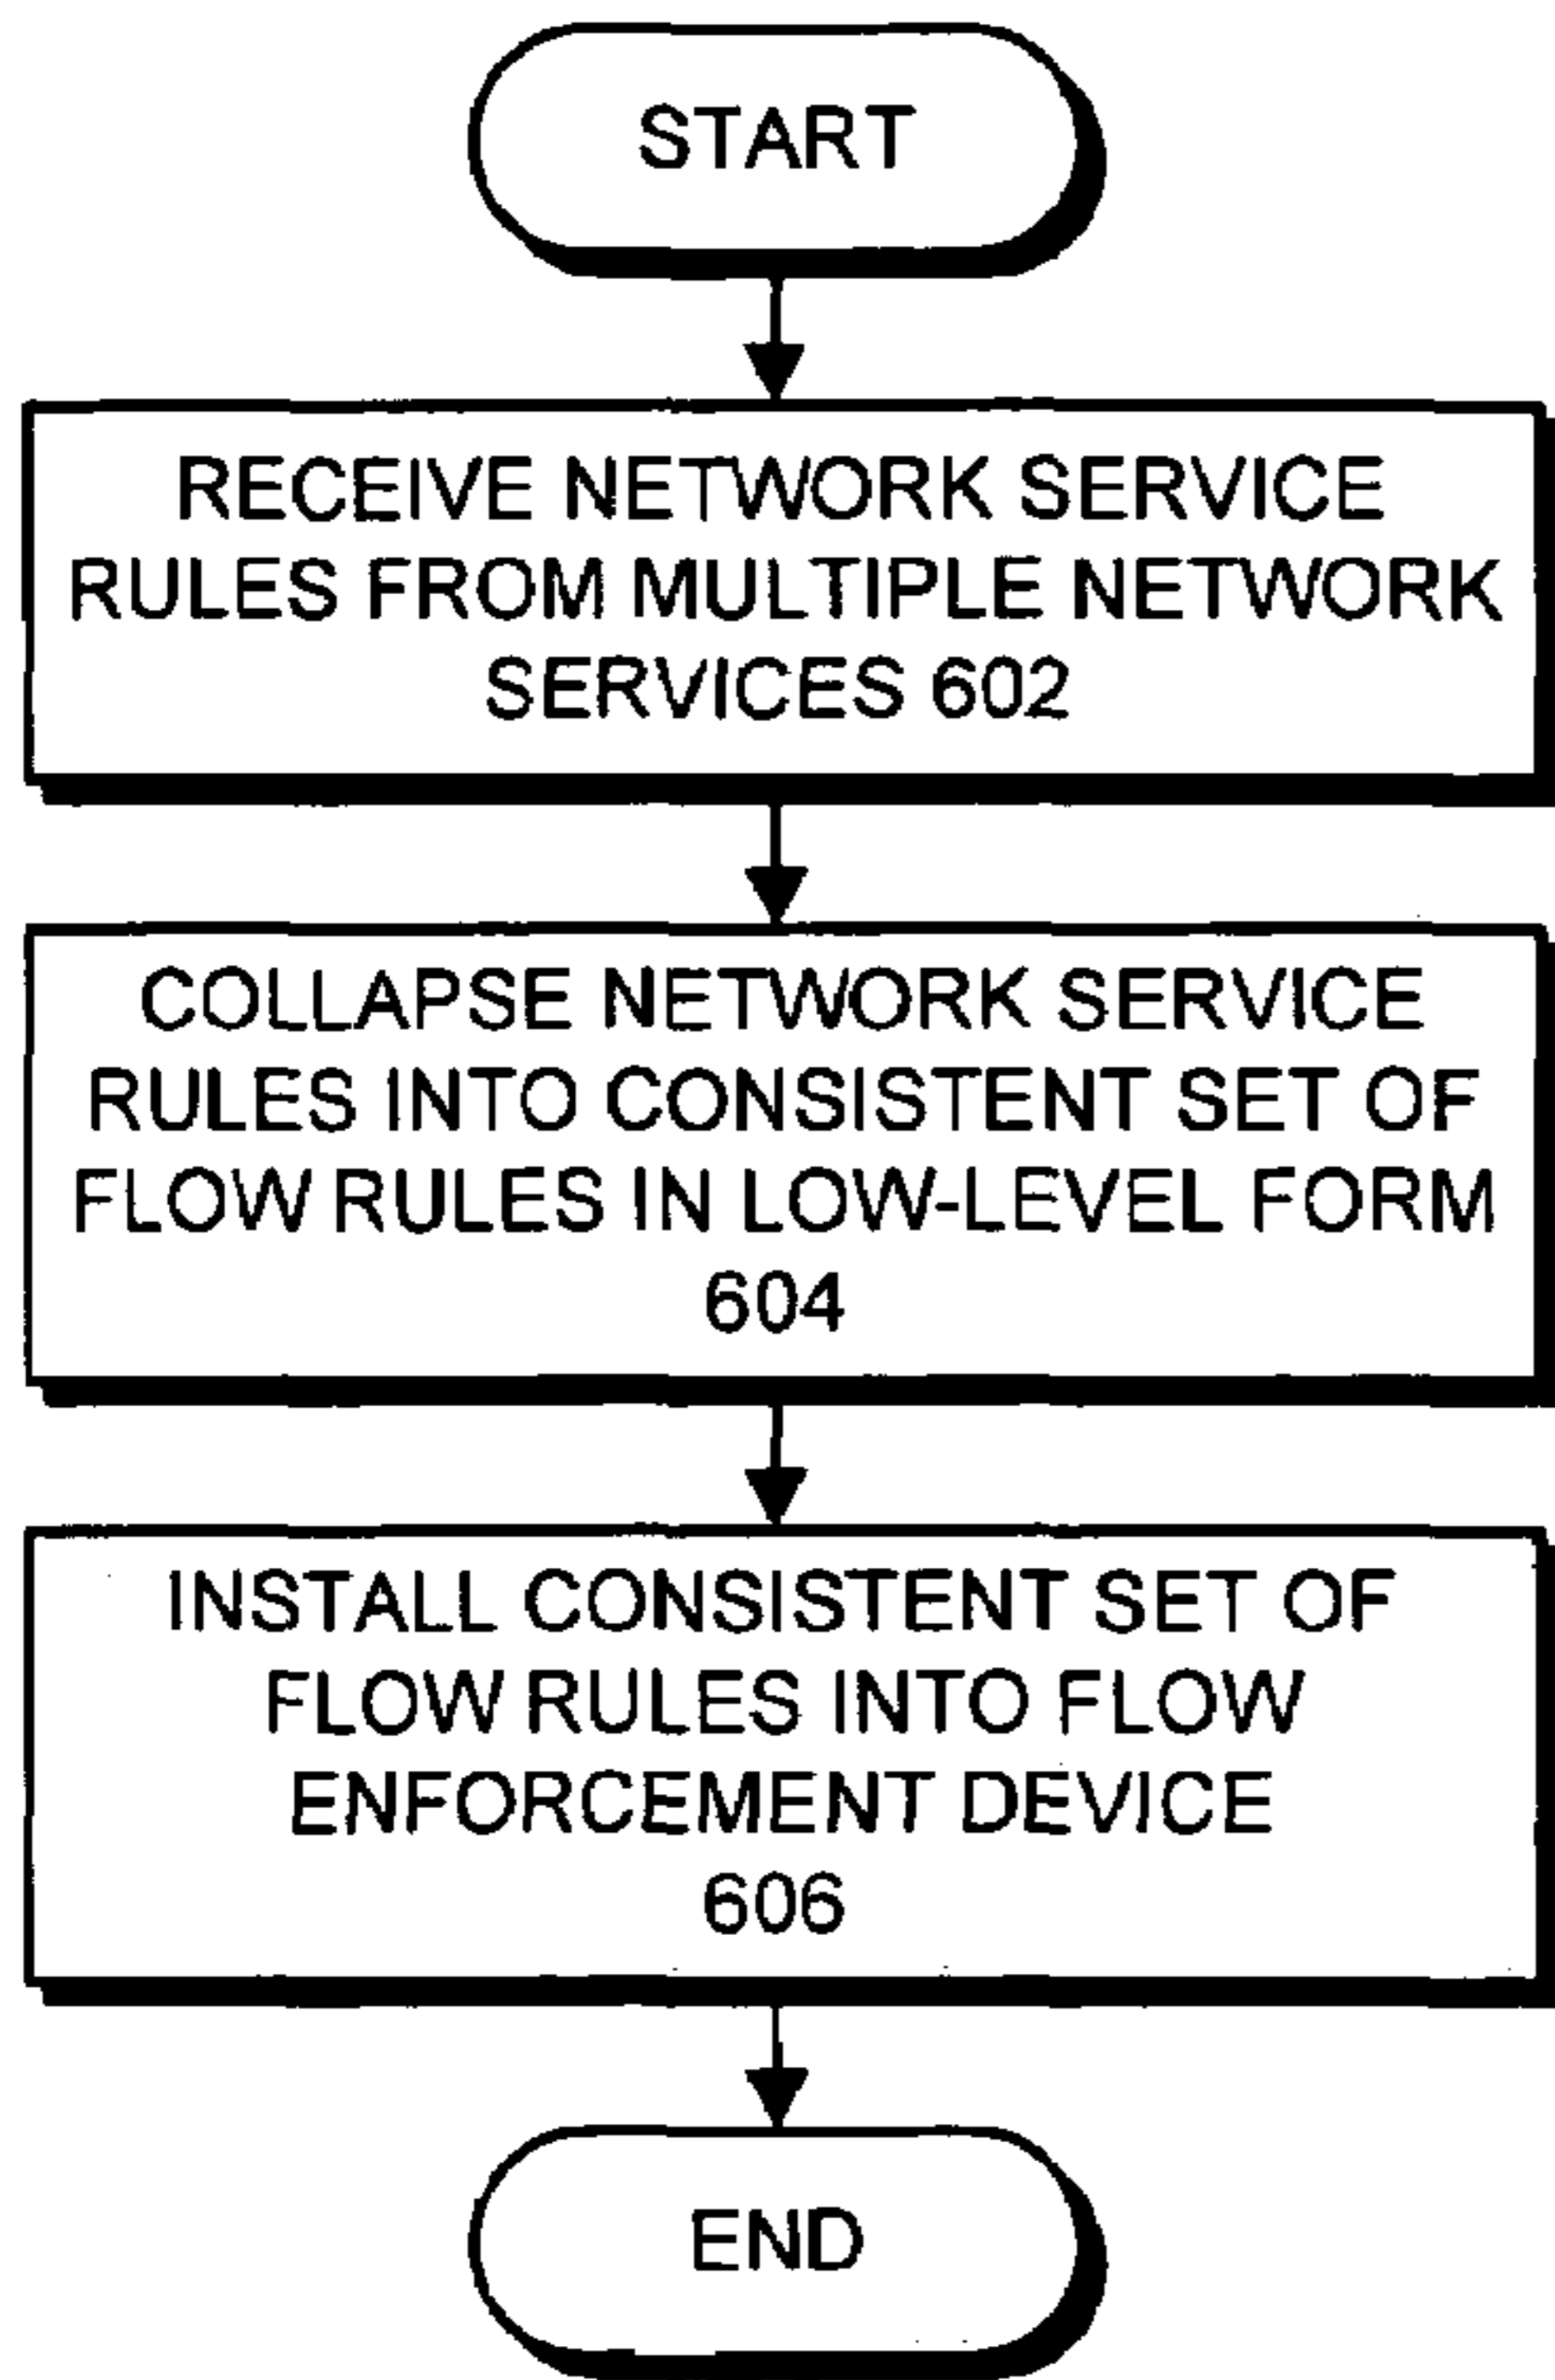 START
RECEIVE NETWORK SERVICE
RULES FROM MULTIPLE NETWORK
SERVICES 602
COLLAPSE NETWORK SERVICE
RULES INTO CONSISTENT SET OF
FLOW RULES IN LOW-LEVEL FORM
604
INSTALL CONSISTENT SET OF
FLOW RULES INTO FLOW
ENFORCEMENT DEVICE
606
END